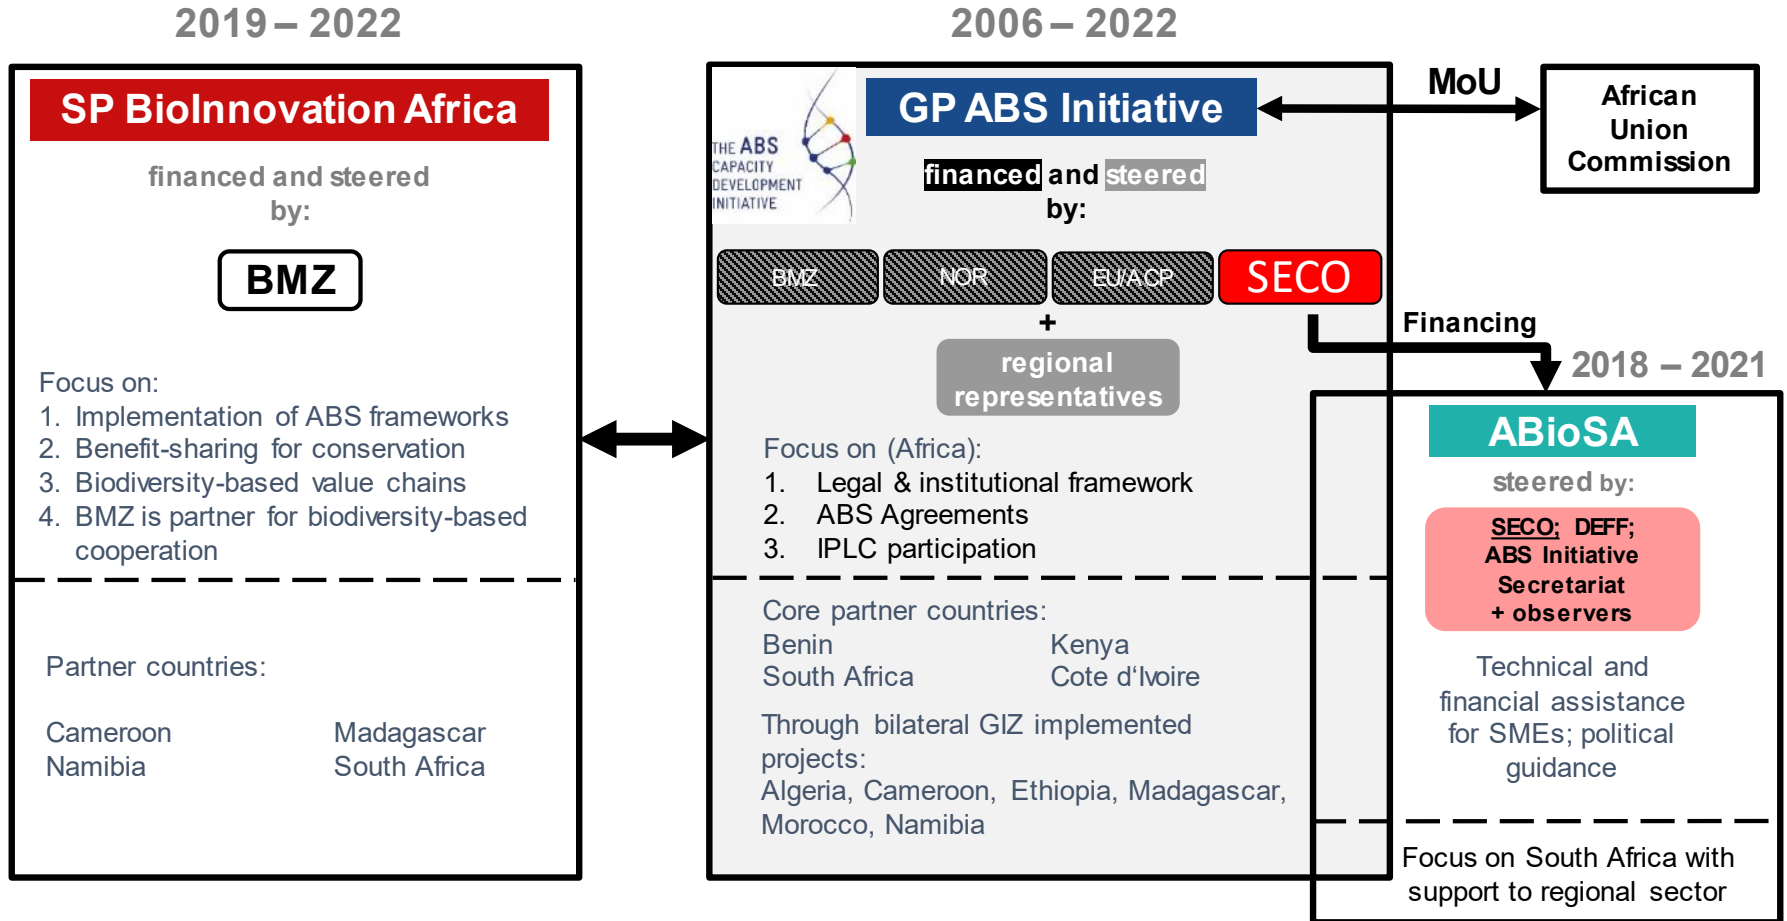 2019 – 2022
SP BioInnovation Africa
financed and steered
by:
BMZ
Focus on:
1. Implementation of ABS frameworks
2. Benefit-sharing for conservation
3. Biodiversity-based value chains
4. BMZ is partner for biodiversity-based
cooperation
Partner countries:
Cameroon Madagascar
Namibia South Africa
2006 – 2022
THE ABS
CAPACITY
DEVELOPMENT
INITIATIVE
GP ABS Initiative
financed and steered
by:
BMZ NOR EU/ACP SECO
+
regional
representatives
Focus on (Africa):
1. Legal & institutional framework
2. ABS Agreements
3. IPLC participation
Core partner countries:
Benin Kenya
South Africa Cote d‘Ivoire
Through bilateral GIZ implemented
projects:
Algeria, Cameroon, Ethiopia, Madagascar,
Morocco, Namibia
MoU
African
Union
Commission
Financing
2018 – 2021
ABioSA
steered by:
SECO; DEFF;
ABS Initiative
Secretariat
+ observers
Technical and
financial assistance
for SMEs; political
guidance
Focus on South Africa with
support to regional sector